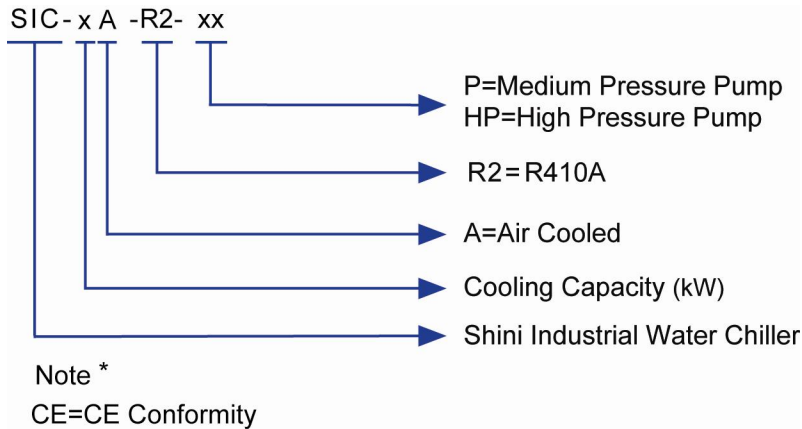 SIC- x A -R2- xx
P=Medium Pressure Pump
HP=High Pressure Pump
R2=R410A
A=Air Cooled
Cooling Capacity (kW)
Shini Industrial Water Chiller
Note *
CE=CE Conformity